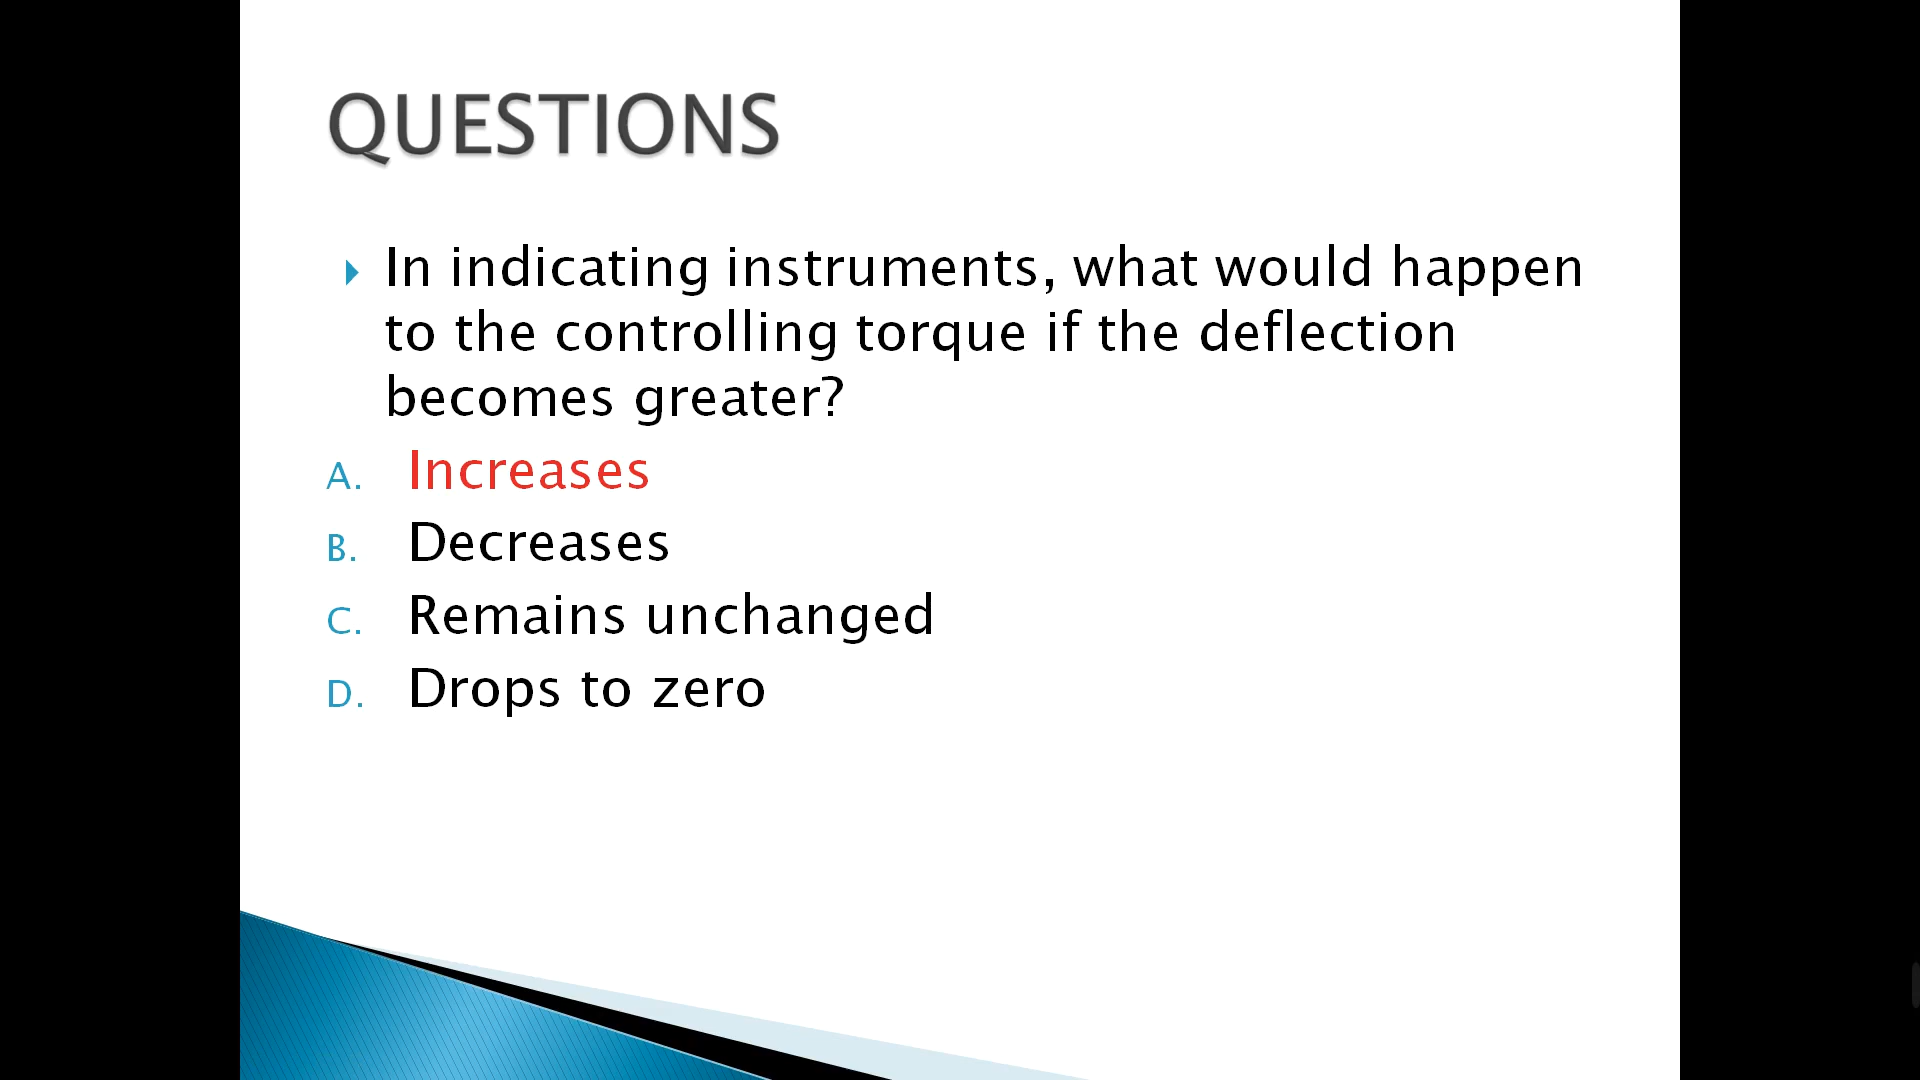 QUESTIONS
In indicating instruments, what would happen
to the controlling torque if the deflection
becomes greater?
A. Increases
B. Decreases
C. Remains unchanged
D. Drops to zero